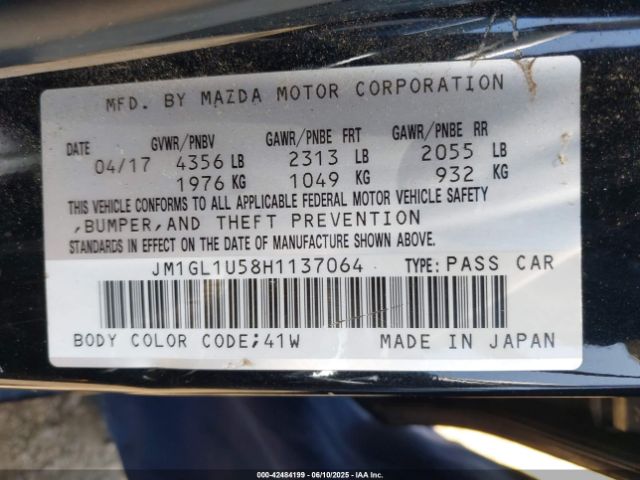 MFD. BY MAZDA MOTOR CORPORATION
DATE GVWR/PNBV GAWR/PNBE FRT GAWR/PNBE RR
04/17 4356 LB 2313 LB 2055 LB
1976 KG 1049 KG 932 KG
THIS VEHICLE CONFORMS TO ALL APPLICABLE FEDERAL MOTOR VEHICLE SAFETY
,BUMPER,AND THEFT PREVENTION
STANDARDS IN EFFECT ON THE DATE OF MANUFACTURE SHOWN ABOVE.
JM1GL1U58H1137064 TYPE: PASS CAR
BODY COLOR CODE;41W MADE IN JAPAN
000-42484199 - 06/10/2025 - IAAI.com